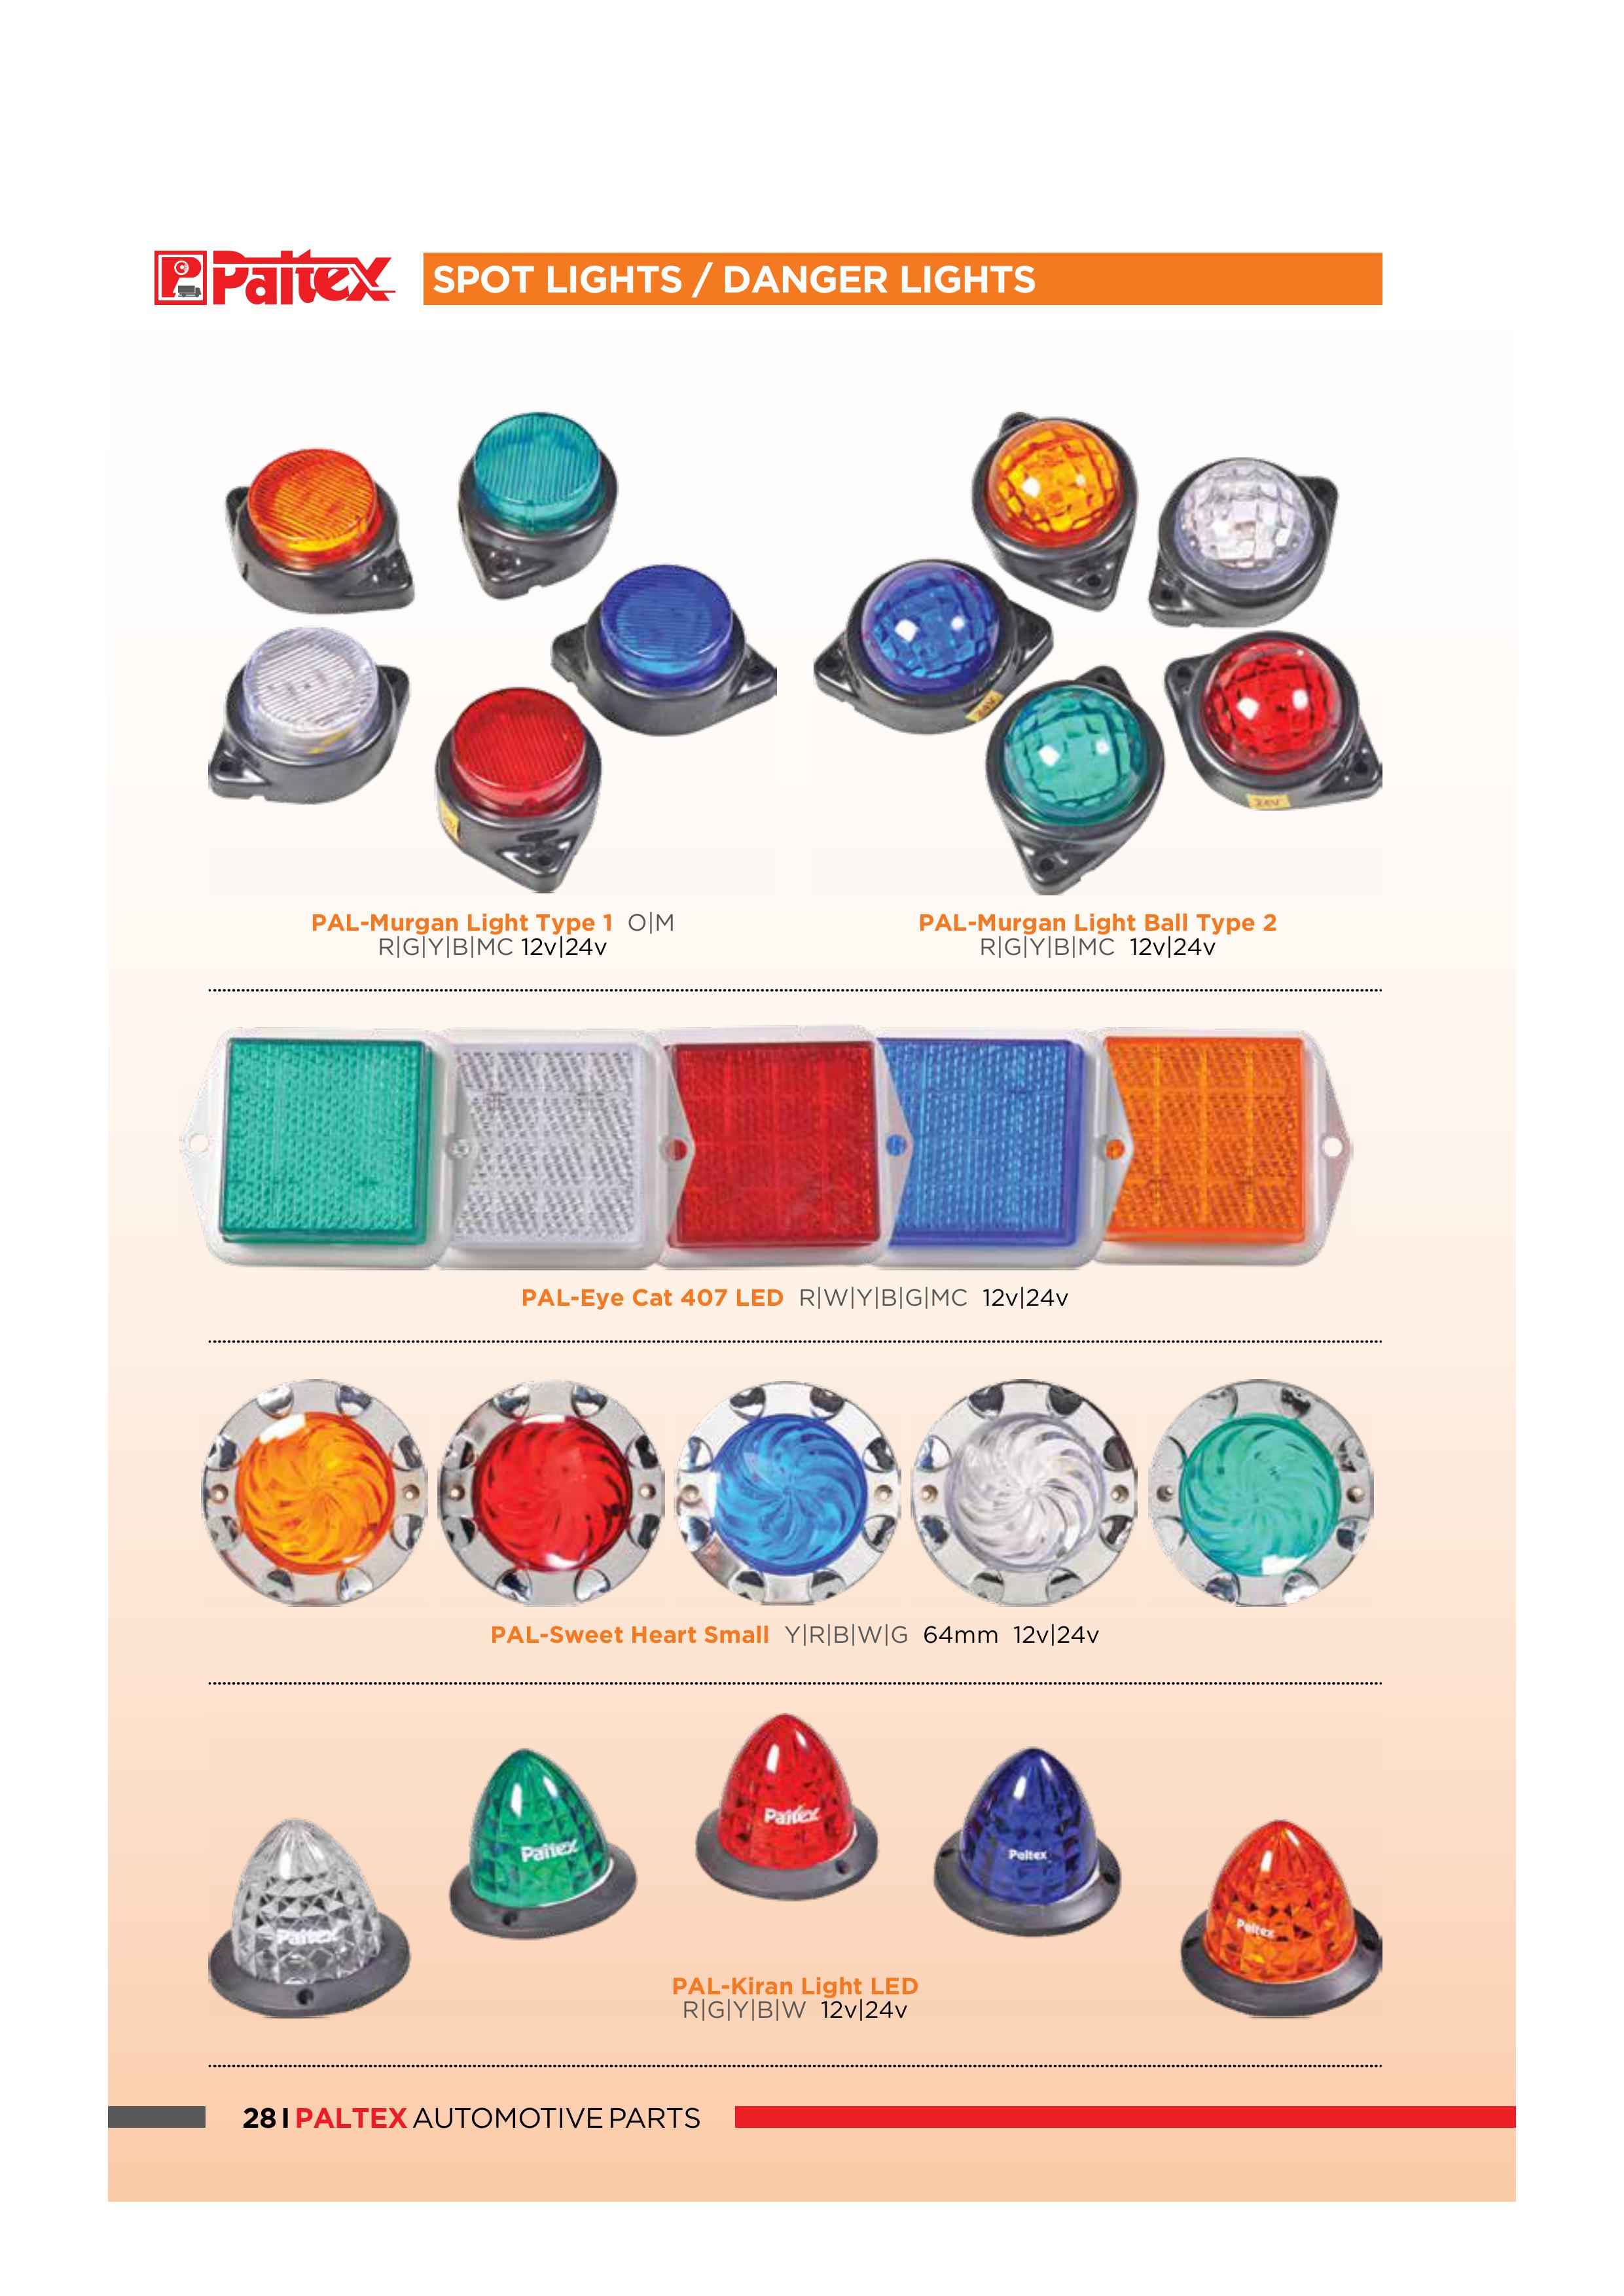 Paltex
SPOT LIGHTS / DANGER LIGHTS
24V
24V
PAL-Murgan Light Type 1 O|M
R|G|Y|B|MC 12v|24v
PAL-Murgan Light Ball Type 2
R|G|Y|B|MC 12v|24v
PAL-Eye Cat 407 LED R|W|Y|B|G|MC 12v|24v
PAL-Sweet Heart Small Y|R|B|W|G 64mm 12v|24v
Paltex
Paltex
Paltex
Paltex
Paltex
PAL-Kiran Light LED
R|G|Y|B|W 12v|24v
28 I PALTEX AUTOMOTIVE PARTS